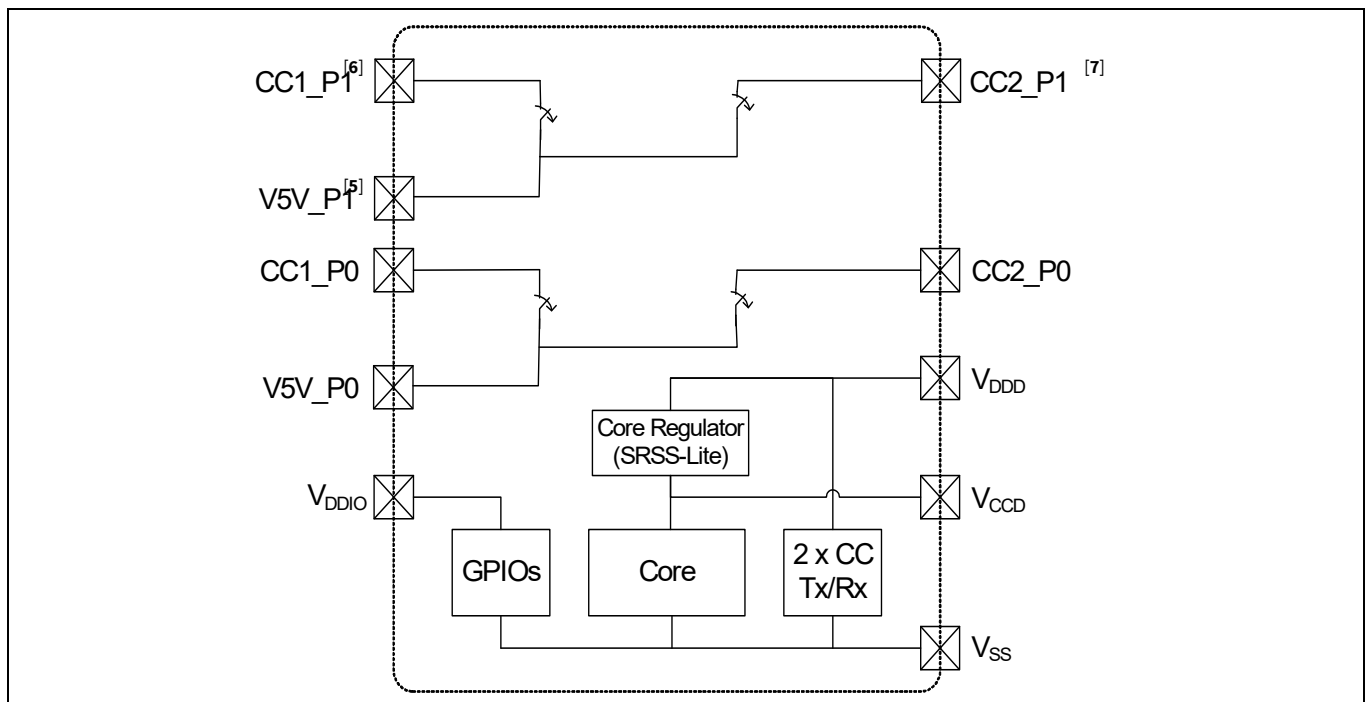 CC1_P1[6]
CC2_P1 [7]
V5V_P1[5]
CC1_P0
CC2_P0
V5V_P0
VDDD
Core Regulator
(SRSS-Lite)
VDDIO
VCCD
GPIOs
Core
2 x CC
Tx/Rx
VSS